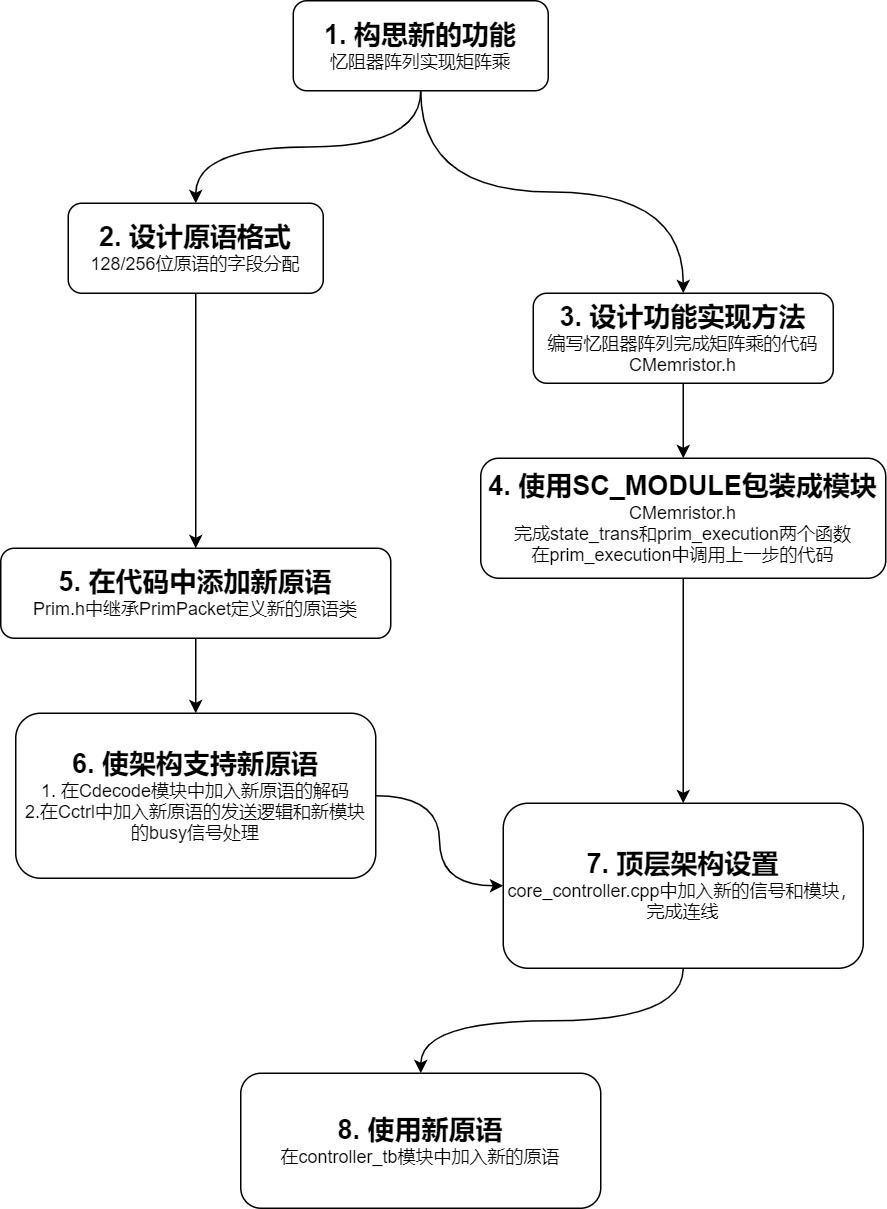 1. 构思新的功能
忆阻器阵列实现矩阵乘
2. 设计原语格式
128/256位原语的字段分配
3. 设计功能实现方法
编写忆阻器阵列完成矩阵乘的代码
CMemristor.h
4. 使用SC_MODULE包装成模块
CMemristor.h
完成state_trans和prim_execution两个函数
在prim_execution中调用上一步的代码
5. 在代码中添加新原语
Prim.h中继承PrimPacket定义新的原语类
6. 使架构支持新原语
1. 在Cdecode模块中加入新原语的解码
2.在Cctrl中加入新原语的发送逻辑和新模块
的busy信号处理
7. 顶层架构设置
core_controller.cpp中加入新的信号和模块，
完成连线
8. 使用新原语
在controller_tb模块中加入新的原语